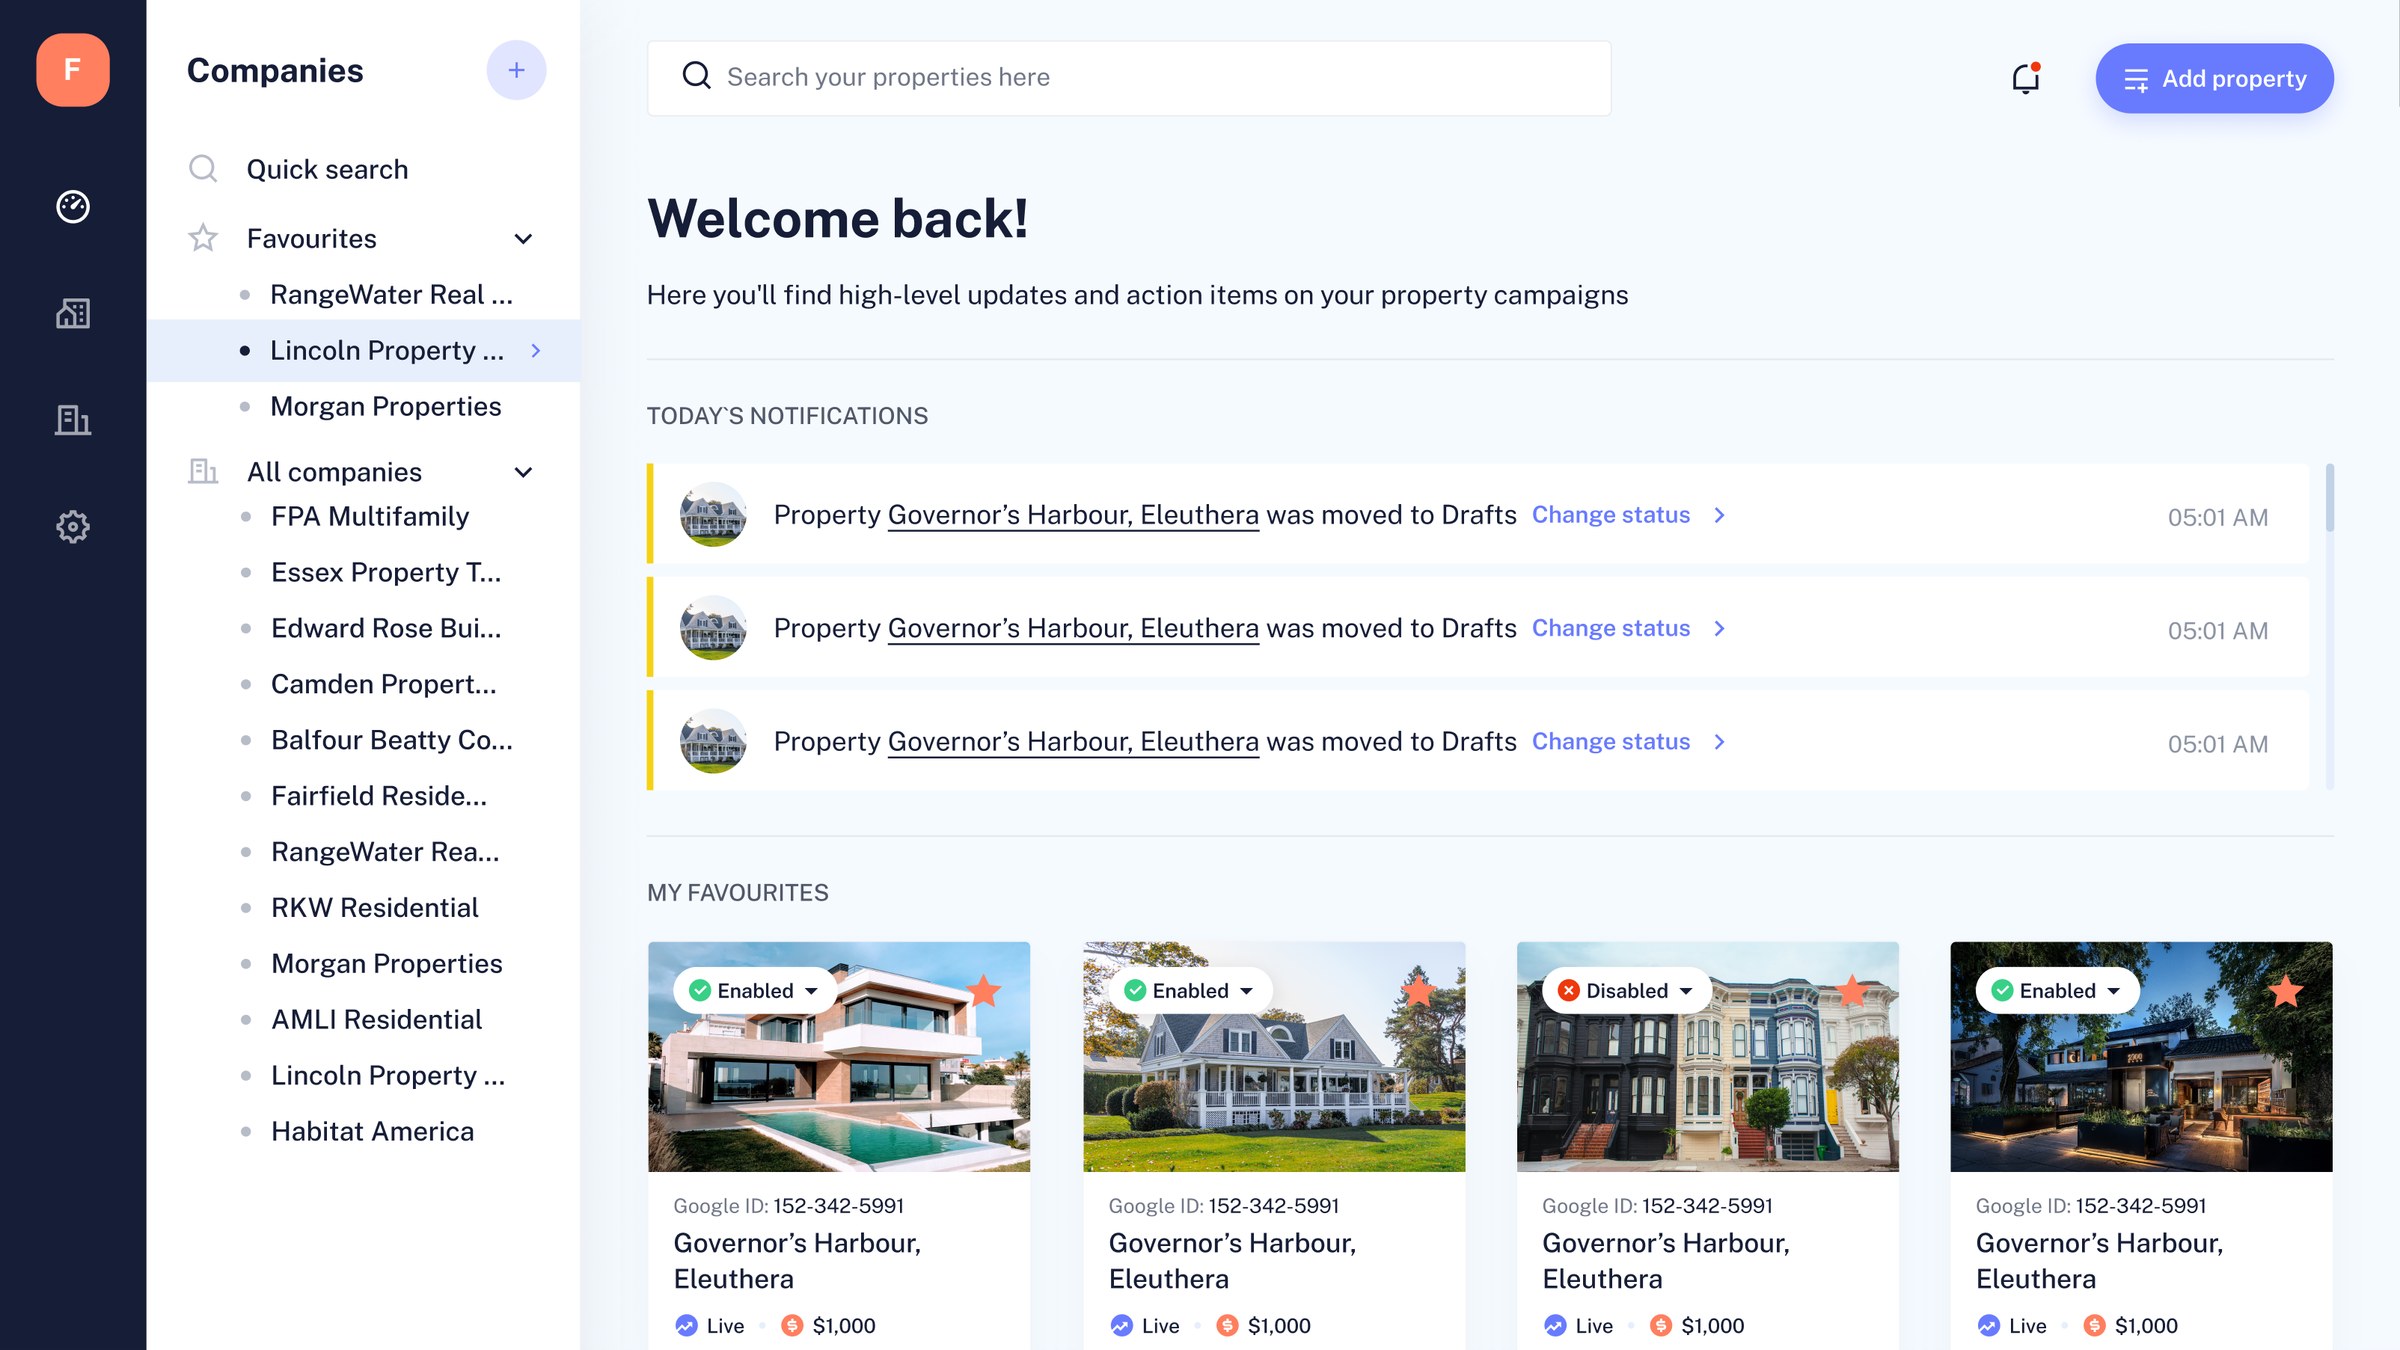 F
Companies
+
Quick search
Favourites
RangeWater Real ...
Lincoln Property ...
Morgan Properties
All companies
FPA Multifamily
Essex Property T...
Edward Rose Bui...
Camden Propert...
Balfour Beatty Co...
Fairfield Reside...
RangeWater Rea...
RKW Residential
Morgan Properties
AMLI Residential
Lincoln Property ...
Habitat America
Search your properties here
Add property
Welcome back!
Here you'll find high-level updates and action items on your property campaigns
TODAY`S NOTIFICATIONS
Property Governor’s Harbour, Eleuthera was moved to Drafts Change status 05:01 AM
Property Governor’s Harbour, Eleuthera was moved to Drafts Change status 05:01 AM
Property Governor’s Harbour, Eleuthera was moved to Drafts Change status 05:01 AM
MY FAVOURITES
Enabled
Google ID: 152-342-5991
Governor’s Harbour,
Eleuthera
Live $1,000
Enabled
Google ID: 152-342-5991
Governor’s Harbour,
Eleuthera
Live $1,000
Disabled
Google ID: 152-342-5991
Governor’s Harbour,
Eleuthera
Live $1,000
Enabled
Google ID: 152-342-5991
Governor’s Harbour,
Eleuthera
Live $1,000